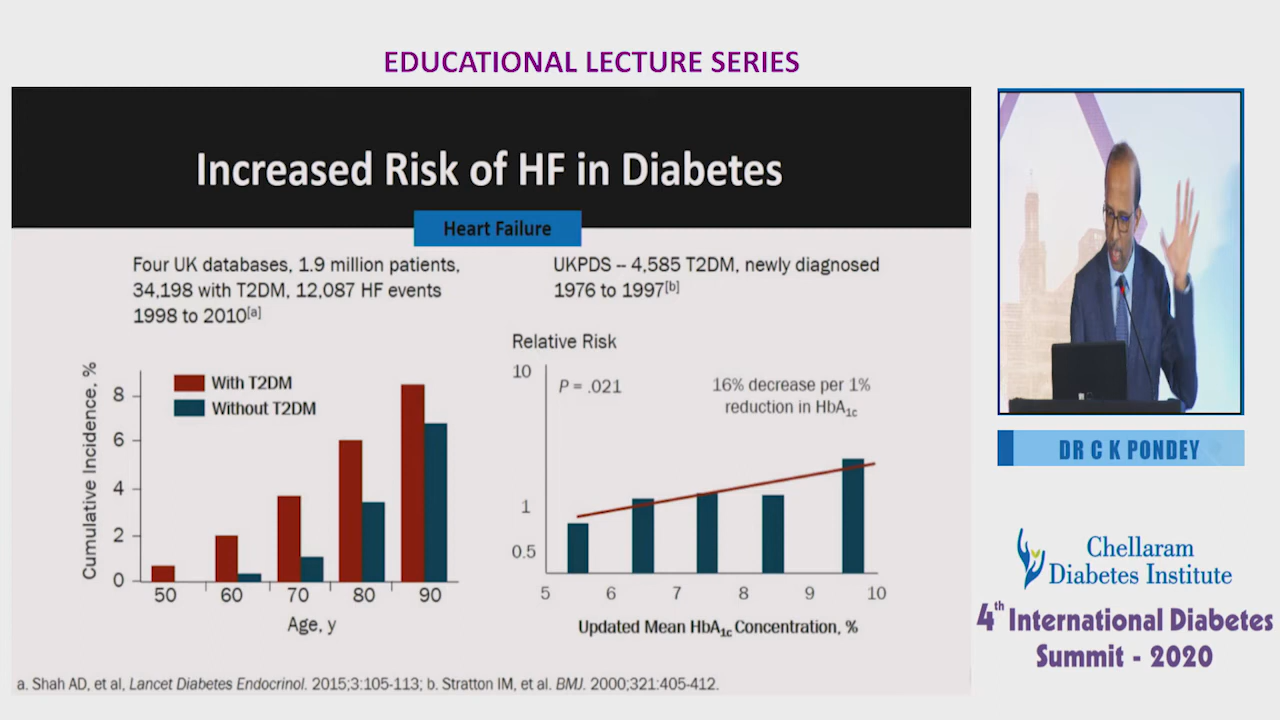 EDUCATIONAL LECTURE SERIES
Increased Risk of HF in Diabetes
Heart Failure
Four UK databases, 1.9 million patients,
34,198 with T2DM, 12,087 HF events
1998 to 2010[a]
Cumulative Incidence, %
8
6
4
2
0
With T2DM
Without T2DM
50 60 70 80 90
Age, y
UKPDS – 4,585 T2DM, newly diagnosed
1976 to 1997[b]
Relative Risk
10
1
0.5
P = .021
16% decrease per 1%
reduction in HbA1c
5 6 7 8 9 10
Updated Mean HbA1c Concentration, %
a. Shah AD, et al, Lancet Diabetes Endocrinol. 2015;3:105-113; b. Stratton IM, et al. BMJ. 2000;321:405-412.
DR C K PONDEY
Chellaram
Diabetes Institute
4th International Diabetes
Summit - 2020